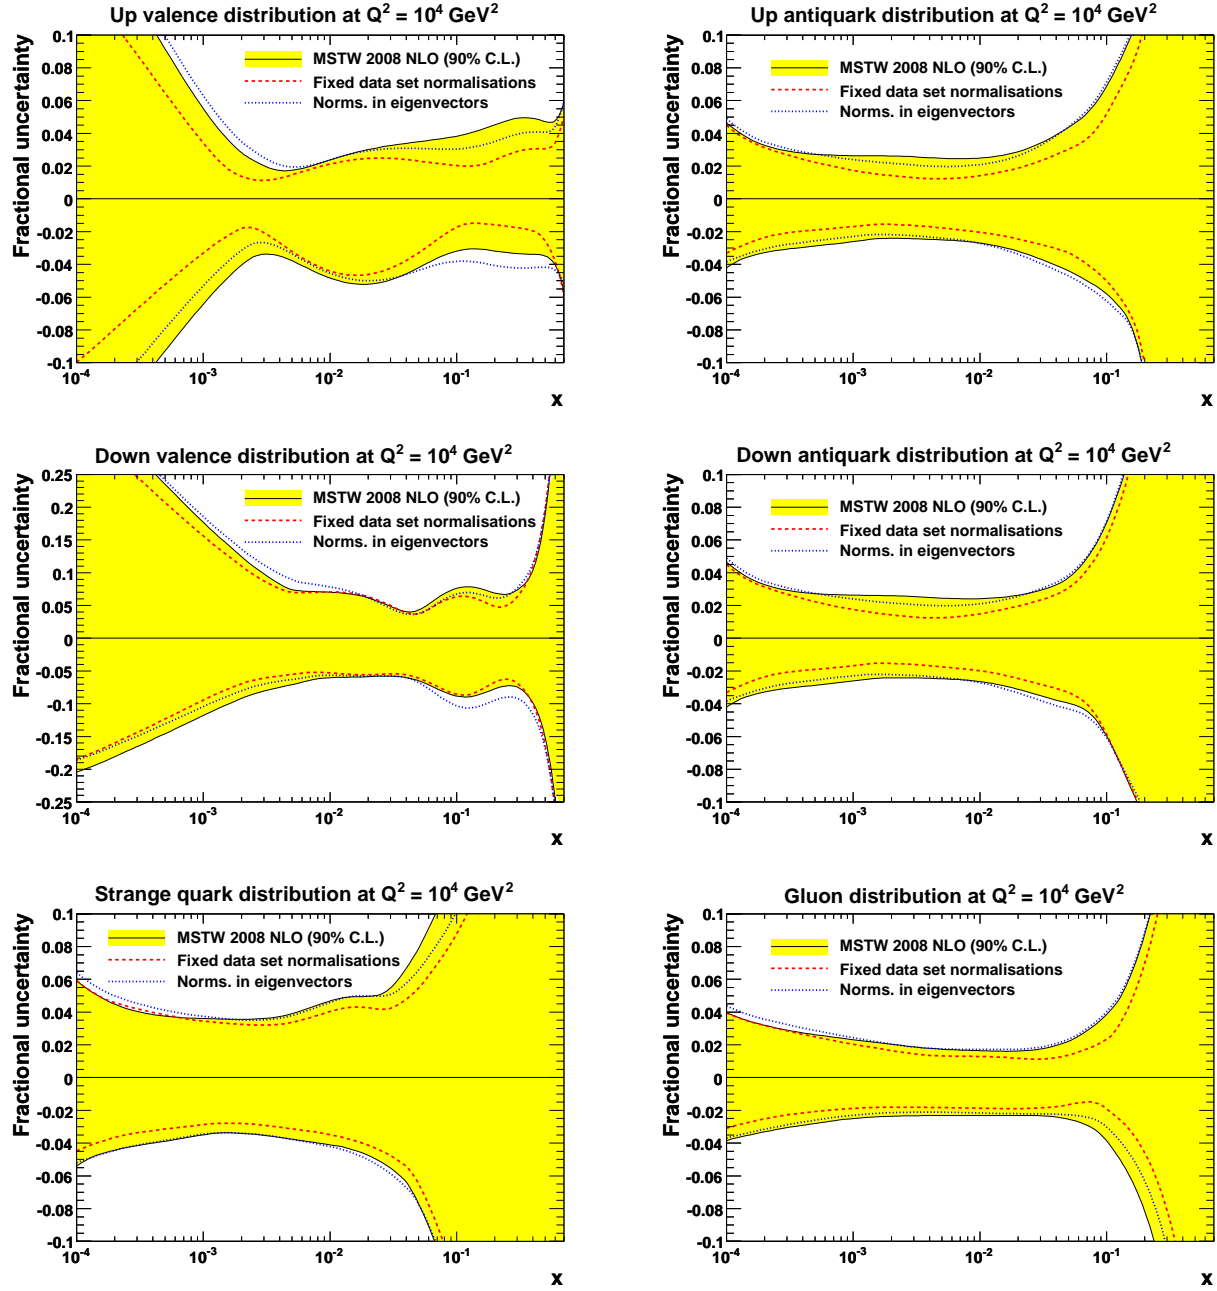 Up valence distribution at Q² = 10⁴ GeV²
Fractional uncertainty
0.1
0.08
0.06
0.04
0.02
0
-0.02
-0.04
-0.06
-0.08
-0.1
MSTW 2008 NLO (90% C.L.)
Fixed data set normalisations
Norms. in eigenvectors
10⁻⁴ 10⁻³ 10⁻² 10⁻¹
x
Up antiquark distribution at Q² = 10⁴ GeV²
Fractional uncertainty
0.1
0.08
0.06
0.04
0.02
0
-0.02
-0.04
-0.06
-0.08
-0.1
MSTW 2008 NLO (90% C.L.)
Fixed data set normalisations
Norms. in eigenvectors
10⁻⁴ 10⁻³ 10⁻² 10⁻¹
x
Down valence distribution at Q² = 10⁴ GeV²
Fractional uncertainty
0.25
0.2
0.15
0.1
0.05
0
-0.05
-0.1
-0.15
-0.2
-0.25
MSTW 2008 NLO (90% C.L.)
Fixed data set normalisations
Norms. in eigenvectors
10⁻⁴ 10⁻³ 10⁻² 10⁻¹
x
Down antiquark distribution at Q² = 10⁴ GeV²
Fractional uncertainty
0.1
0.08
0.06
0.04
0.02
0
-0.02
-0.04
-0.06
-0.08
-0.1
MSTW 2008 NLO (90% C.L.)
Fixed data set normalisations
Norms. in eigenvectors
10⁻⁴ 10⁻³ 10⁻² 10⁻¹
x
Strange quark distribution at Q² = 10⁴ GeV²
Fractional uncertainty
0.1
0.08
0.06
0.04
0.02
0
-0.02
-0.04
-0.06
-0.08
-0.1
MSTW 2008 NLO (90% C.L.)
Fixed data set normalisations
Norms. in eigenvectors
10⁻⁴ 10⁻³ 10⁻² 10⁻¹
x
Gluon distribution at Q² = 10⁴ GeV²
Fractional uncertainty
0.1
0.08
0.06
0.04
0.02
0
-0.02
-0.04
-0.06
-0.08
-0.1
MSTW 2008 NLO (90% C.L.)
Fixed data set normalisations
Norms. in eigenvectors
10⁻⁴ 10⁻³ 10⁻² 10⁻¹
x